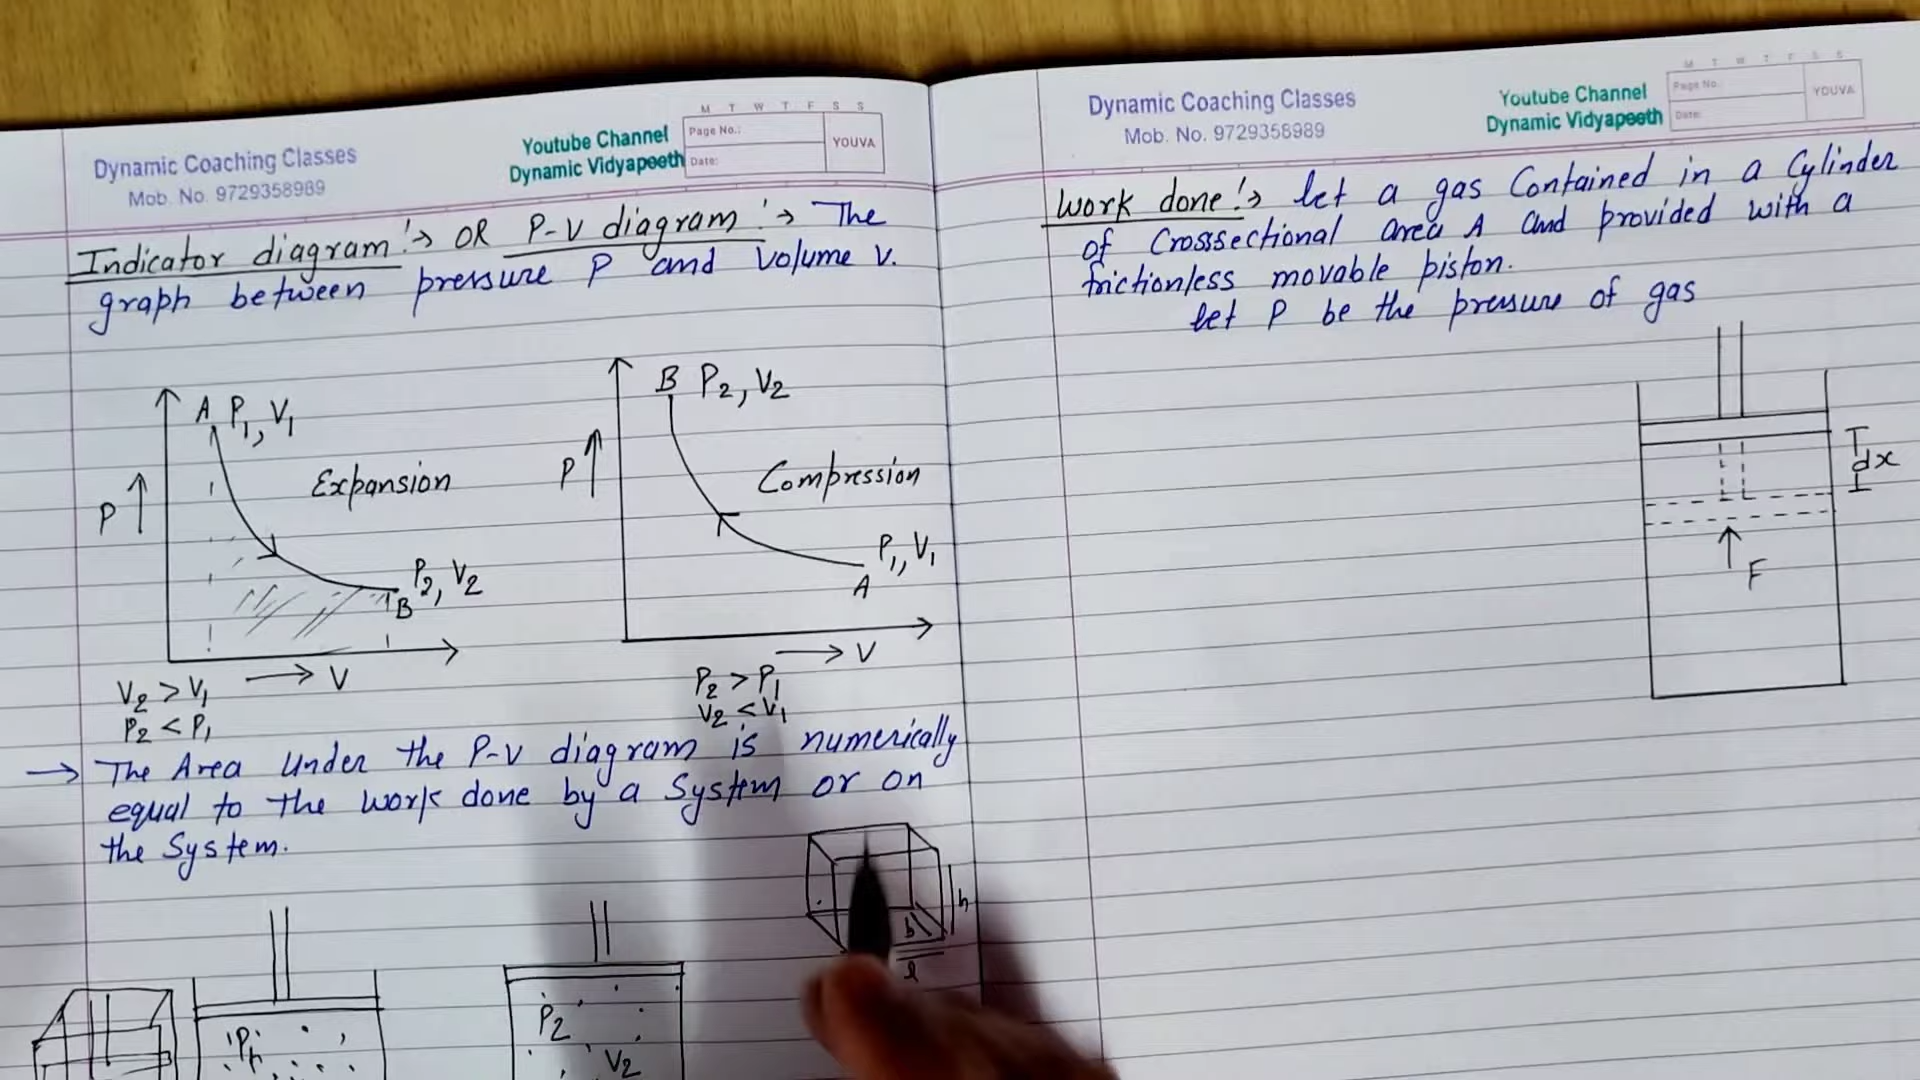 Dynamic Coaching Classes
Mob. No. 9729358989
Youtube Channel
Dynamic Vidyapeeth
M T W T F S S
Page No.:
Date:
YOUVA
Indicator diagram!→ OR P-V diagram!→ The
graph between pressure P and volume V.
A P1, V1
Expansion
P
P2, V2
B
V
V2 > V1
P2 < P1
B P2, V2
Compression
P
P1, V1
A
V
P2 > P1
V2 < V1
→ The Area under the P-V diagram is numerically
equal to the work done by a System or on
the System.
h
b
l
P2
V2
Dynamic Coaching Classes
Mob. No. 9729358989
Youtube Channel
Dynamic Vidyapeeth
M T W T F S S
Page No.
Date:
YOUVA
Work done!→ let a gas Contained in a Cylinder
of Crosssectional area A and provided with a
frictionless movable piston.
let P be the pressure of gas
dx
F